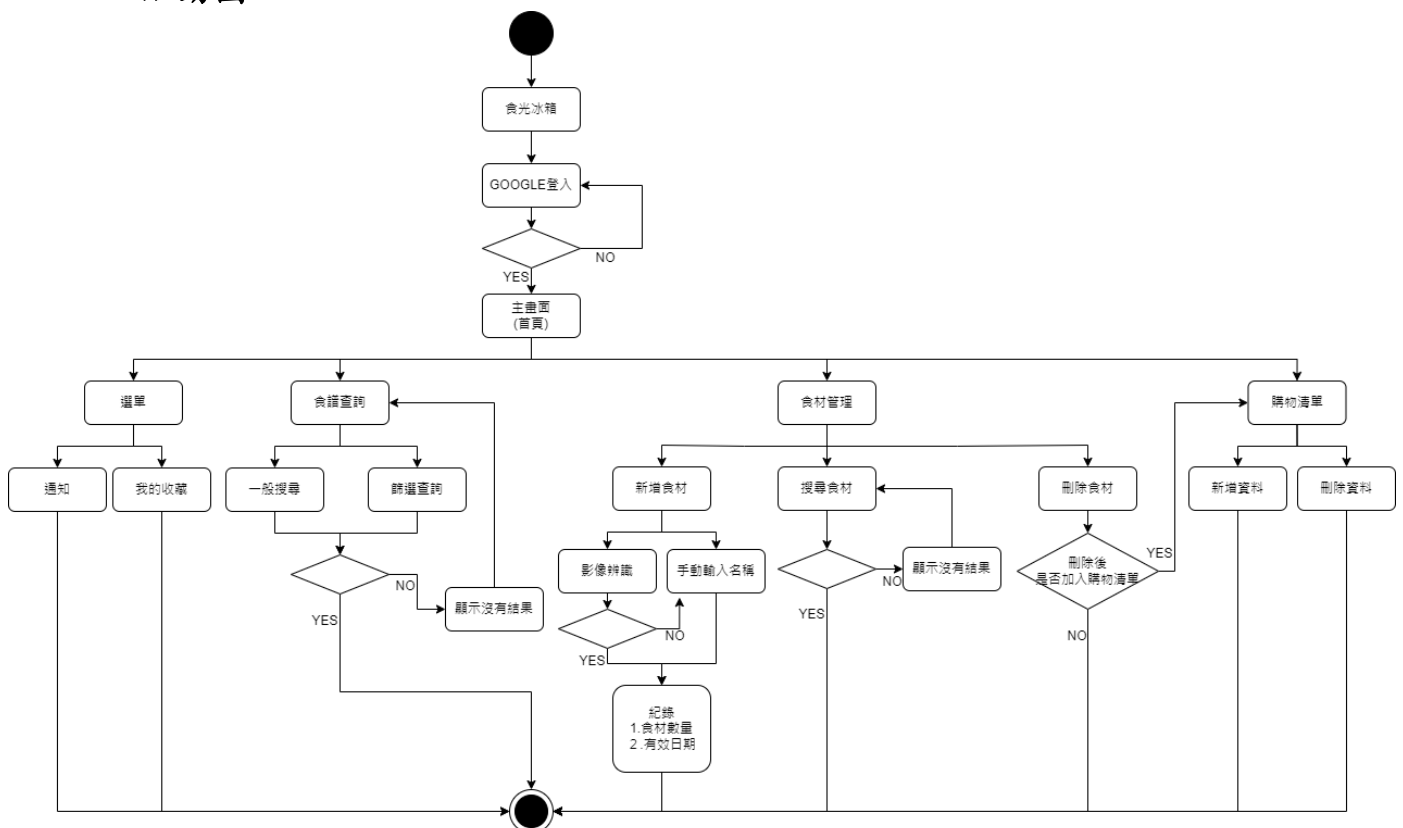 食光冰箱
GOOGLE登入
NO
YES
主畫面
(首頁)
選單
食譜查詢
食材管理
購物清單
通知
我的收藏
一般搜尋
篩選查詢
新增食材
搜尋食材
刪除食材
新增資料
刪除資料
影像辨識
手動輸入名稱
顯示沒有結果
刪除後
是否加入購物清單
YES
NO
顯示沒有結果
YES
NO
YES
NO
YES
NO
YES
紀錄
1.食材數量
2 .有效日期
NO